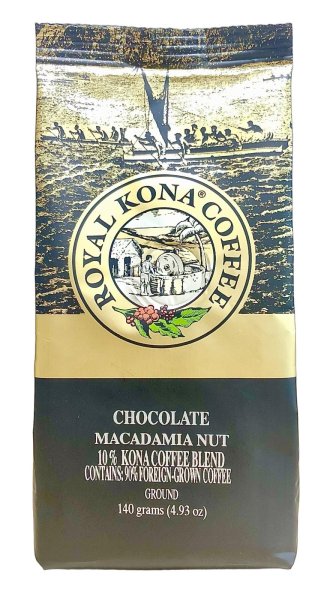 ROYAL KONA® COFFEE
CHOCOLATE
MACADAMIA NUT
10% KONA COFFEE BLEND
CONTAINS: 90% FOREIGN-GROWN COFFEE
GROUND
140 grams (4.93 oz)